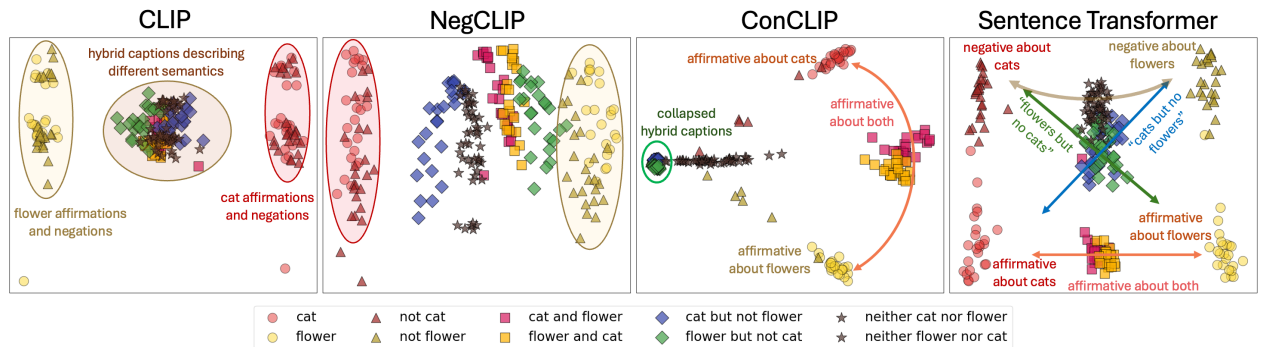 CLIP
hybrid captions describing
different semantics
flower affirmations
and negations
cat affirmations
and negations
NegCLIP
ConCLIP
affirmative about cats
affirmative
about both
collapsed
hybrid captions
affirmative
about flowers
Sentence Transformer
negative about
cats
negative about
flowers
"flowers but
no cats"
"cats but no
flowers"
affirmative
about flowers
affirmative
about cats
affirmative about both
cat
not cat
cat and flower
cat but not flower
neither cat nor flower
flower
not flower
flower and cat
flower but not cat
neither flower nor cat